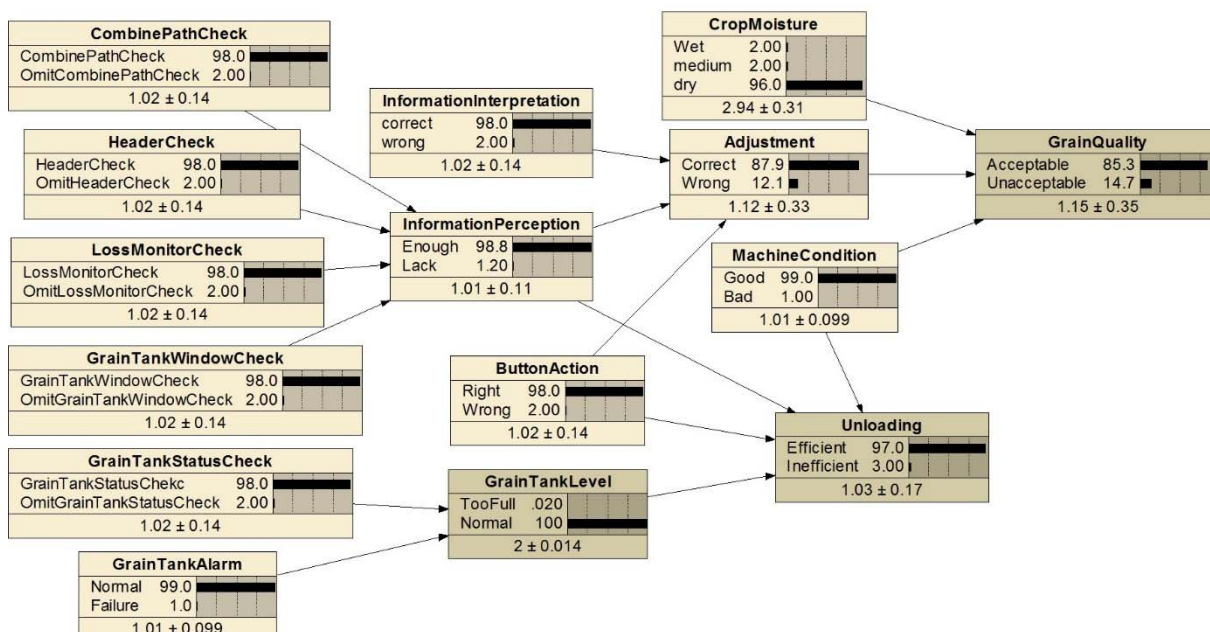 CombinePathCheck
CombinePathCheck 98.0
OmitCombinePathCheck 2.00
1.02 ± 0.14
HeaderCheck
HeaderCheck 98.0
OmitHeaderCheck 2.00
1.02 ± 0.14
LossMonitorCheck
LossMonitorCheck 98.0
OmitLossMonitorCheck 2.00
1.02 ± 0.14
GrainTankWindowCheck
GrainTankWindowCheck 98.0
OmitGrainTankWindowCheck 2.00
1.02 ± 0.14
GrainTankStatusCheck
GrainTankStatusChekc 98.0
OmitGrainTankStatusCheck 2.00
1.02 ± 0.14
GrainTankAlarm
Normal 99.0
Failure 1.0
1.01 ± 0.099
InformationInterpretation
correct 98.0
wrong 2.00
1.02 ± 0.14
InformationPerception
Enough 98.8
Lack 1.20
1.01 ± 0.11
ButtonAction
Right 98.0
Wrong 2.00
1.02 ± 0.14
GrainTankLevel
TooFull .020
Normal 100
2 ± 0.014
CropMoisture
Wet 2.00
medium 2.00
dry 96.0
2.94 ± 0.31
Adjustment
Correct 87.9
Wrong 12.1
1.12 ± 0.33
MachineCondition
Good 99.0
Bad 1.00
1.01 ± 0.099
GrainQuality
Acceptable 85.3
Unacceptable 14.7
1.15 ± 0.35
Unloading
Efficient 97.0
Inefficient 3.00
1.03 ± 0.17